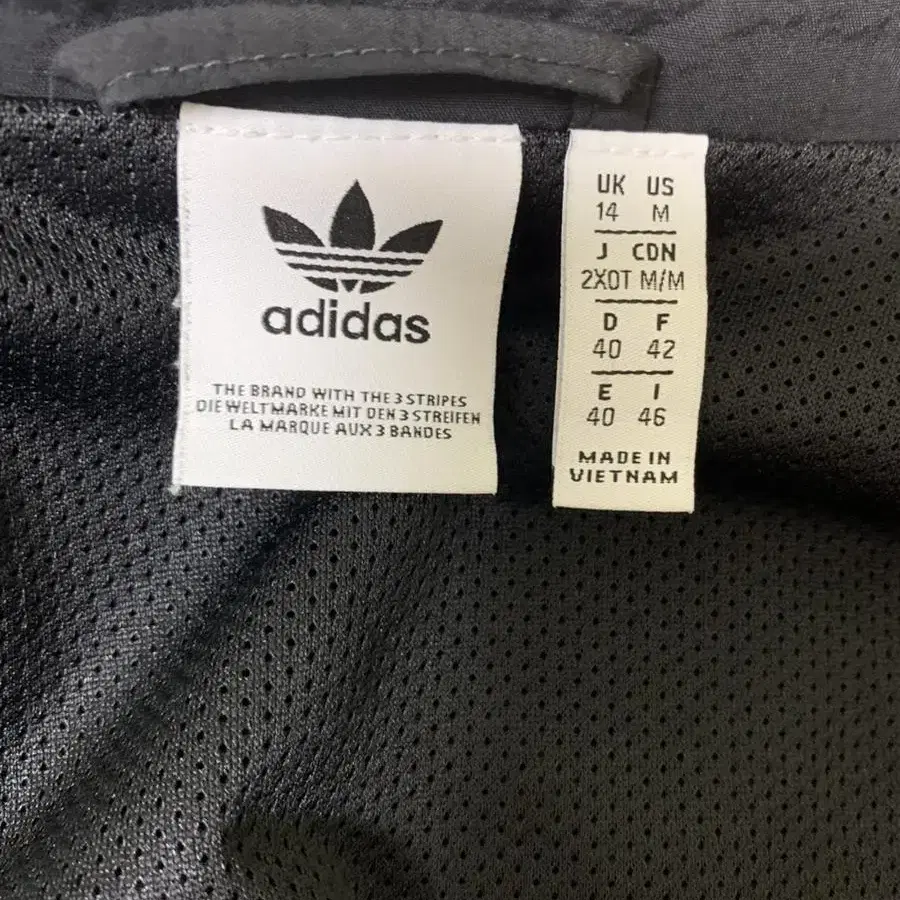 adidas
THE BRAND WITH THE 3 STRIPES
DIE WELTMARKE MIT DEN 3 STREIFEN
LA MARQUE AUX 3 BANDES
UK US
14 M
J CDN
2XOT M/M
D F
40 42
E I
40 46
MADE IN
VIETNAM